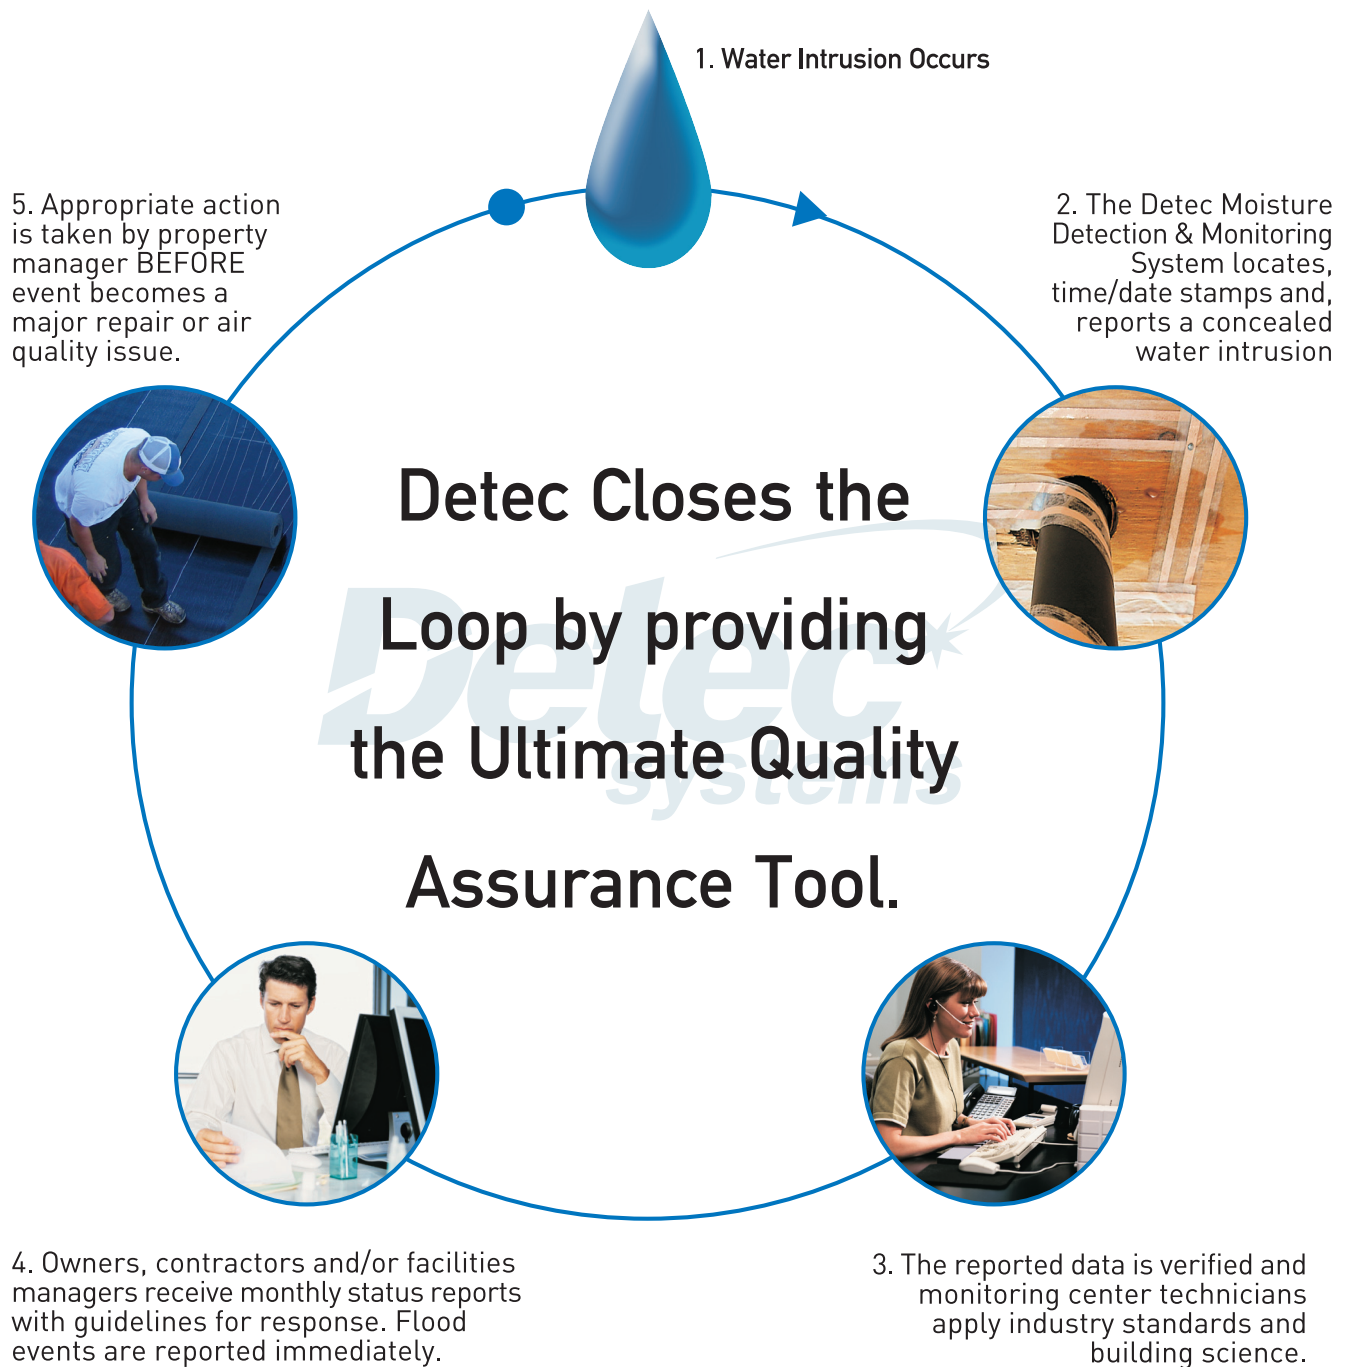 1. Water Intrusion Occurs
2. The Detec Moisture
Detection & Monitoring
System locates,
time/date stamps and,
reports a concealed
water intrusion
3. The reported data is verified and
monitoring center technicians
apply industry standards and
building science.
4. Owners, contractors and/or facilities
managers receive monthly status reports
with guidelines for response. Flood
events are reported immediately.
5. Appropriate action
is taken by property
manager BEFORE
event becomes a
major repair or air
quality issue.
Detec Closes the
Loop by providing
the Ultimate Quality
Assurance Tool.
Detec
systems